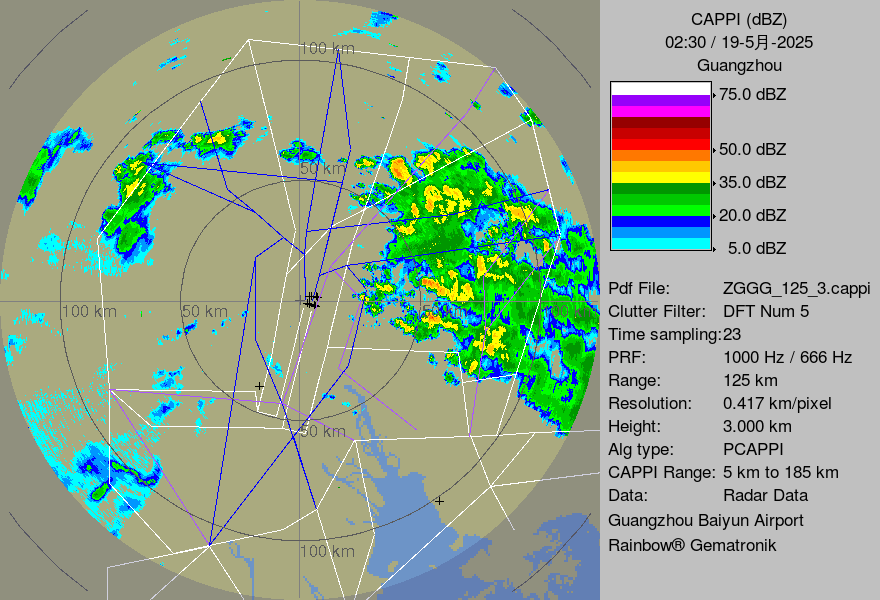 CAPPI (dBZ)
02:30 / 19-5月-2025
Guangzhou
75.0 dBZ
50.0 dBZ
35.0 dBZ
20.0 dBZ
5.0 dBZ
Pdf File: ZGGG_125_3.cappi
Clutter Filter: DFT Num 5
Time sampling:23
PRF: 1000 Hz / 666 Hz
Range: 125 km
Resolution: 0.417 km/pixel
Height: 3.000 km
Alg type: PCAPPI
CAPPI Range: 5 km to 185 km
Data: Radar Data
Guangzhou Baiyun Airport
Rainbow® Gematronik
100 km
50 km
100 km
50 km
50 km
50 km
100 km